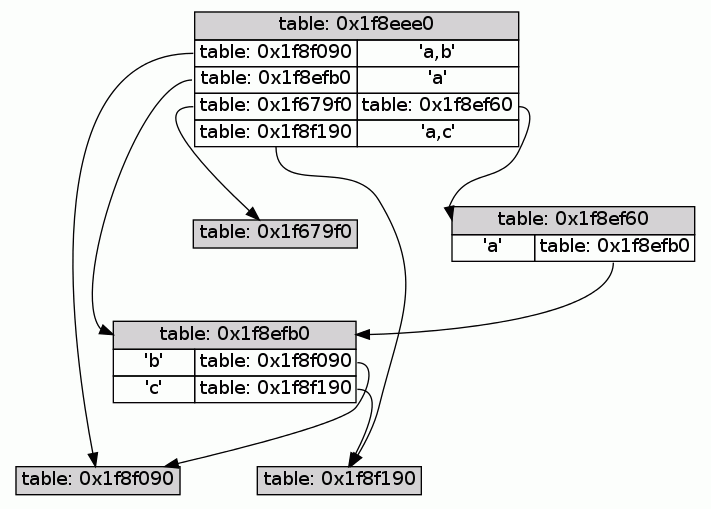 table: 0x1f8eee0
table: 0x1f8f090 'a,b'
table: 0x1f8efb0 'a'
table: 0x1f679f0 table: 0x1f8ef60
table: 0x1f8f190 'a,c'
table: 0x1f679f0
table: 0x1f8ef60
'a' table: 0x1f8efb0
table: 0x1f8efb0
'b' table: 0x1f8f090
'c' table: 0x1f8f190
table: 0x1f8f090
table: 0x1f8f190